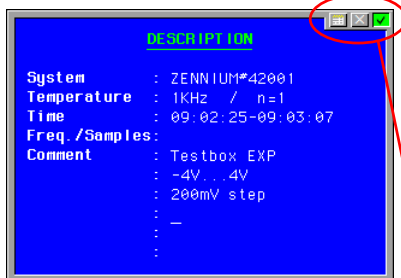 DESCRIPTION
System : ZENNIUM#42001
Temperature : 1KHz / n=1
Time : 09:02:25-09:03:07
Freq./Samples:
Comment : Testbox EXP
: -4V...4V
: 200mV step
: _
:
: